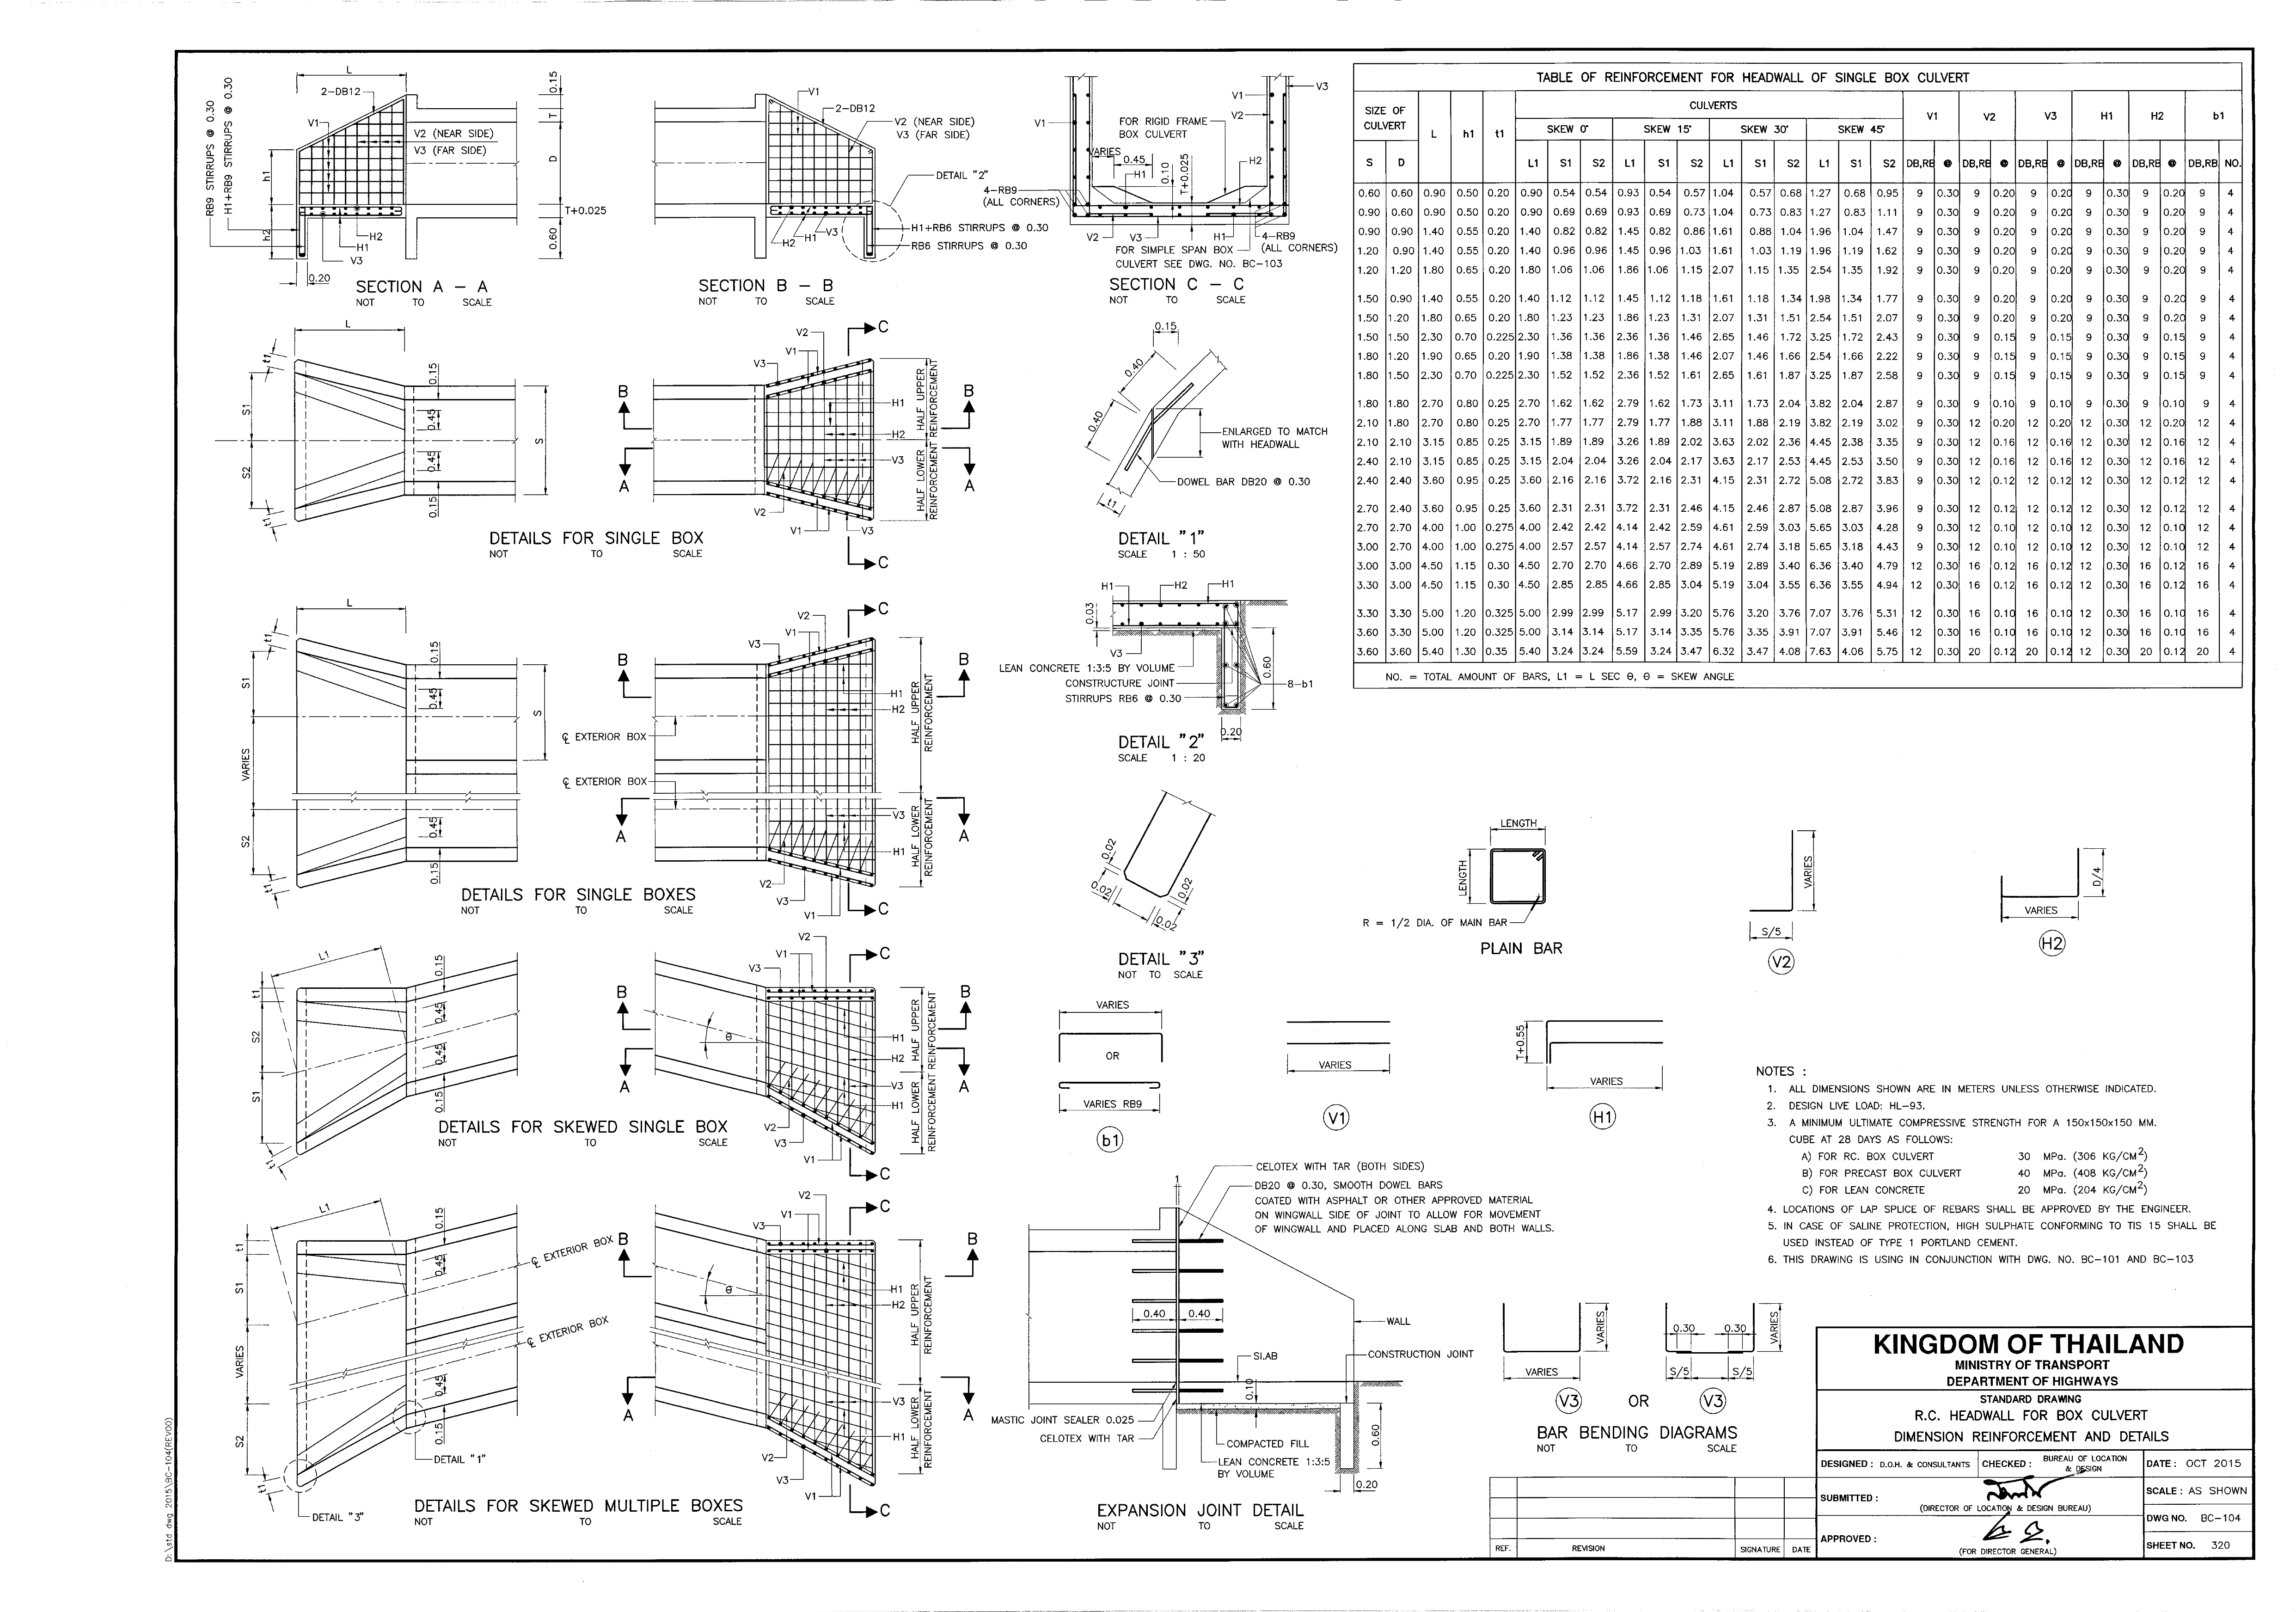 TABLE OF REINFORCEMENT FOR HEADWALL OF SINGLE BOX CULVERT
SIZE OF CULVERT L h1 t1 CULVERTS V1 V2 V3 H1 H2 b1
SKEW 0° SKEW 15° SKEW 30° SKEW 45°
S D L1 S1 S2 L1 S1 S2 L1 S1 S2 L1 S1 S2 DB,RB @ DB,RB @ DB,RB @ DB,RB @ DB,RB @ DB,RB NO.
0.60 0.60 0.90 0.50 0.20 0.90 0.54 0.54 0.93 0.54 0.57 1.04 0.57 0.68 1.27 0.68 0.95 9 0.30 9 0.20 9 0.20 9 0.30 9 0.20 9 4
0.90 0.60 0.90 0.50 0.20 0.90 0.69 0.69 0.93 0.69 0.73 1.04 0.73 0.83 1.27 0.83 1.11 9 0.30 9 0.20 9 0.20 9 0.30 9 0.20 9 4
0.90 0.90 1.40 0.55 0.20 1.40 0.82 0.82 1.45 0.82 0.86 1.61 0.88 1.04 1.96 1.04 1.47 9 0.30 9 0.20 9 0.20 9 0.30 9 0.20 9 4
1.20 0.90 1.40 0.55 0.20 1.40 0.96 0.96 1.45 0.96 1.03 1.61 1.03 1.19 1.96 1.19 1.62 9 0.30 9 0.20 9 0.20 9 0.30 9 0.20 9 4
1.20 1.20 1.80 0.65 0.20 1.80 1.06 1.06 1.86 1.06 1.15 2.07 1.15 1.35 2.54 1.35 1.92 9 0.30 9 0.20 9 0.20 9 0.30 9 0.20 9 4
1.50 0.90 1.40 0.55 0.20 1.40 1.12 1.12 1.45 1.12 1.18 1.61 1.18 1.34 1.98 1.34 1.77 9 0.30 9 0.20 9 0.20 9 0.30 9 0.20 9 4
1.50 1.20 1.80 0.65 0.20 1.80 1.23 1.23 1.86 1.23 1.31 2.07 1.31 1.51 2.54 1.51 2.07 9 0.30 9 0.20 9 0.20 9 0.30 9 0.20 9 4
1.50 1.50 2.30 0.70 0.225 2.30 1.36 1.36 2.36 1.36 1.46 2.65 1.46 1.72 3.25 1.72 2.43 9 0.30 9 0.15 9 0.15 9 0.30 9 0.15 9 4
1.80 1.20 1.90 0.65 0.20 1.90 1.38 1.38 1.86 1.38 1.46 2.07 1.46 1.66 2.54 1.66 2.22 9 0.30 9 0.15 9 0.15 9 0.30 9 0.15 9 4
1.80 1.50 2.30 0.70 0.225 2.30 1.52 1.52 2.36 1.52 1.61 2.65 1.61 1.87 3.25 1.87 2.58 9 0.30 9 0.15 9 0.15 9 0.30 9 0.15 9 4
1.80 1.80 2.70 0.80 0.25 2.70 1.62 1.62 2.79 1.62 1.73 3.11 1.73 2.04 3.82 2.04 2.87 9 0.30 9 0.10 9 0.10 9 0.30 9 0.10 9 4
2.10 1.80 2.70 0.80 0.25 2.70 1.77 1.77 2.79 1.77 1.88 3.11 1.88 2.19 3.82 2.19 3.02 9 0.30 12 0.20 12 0.20 12 0.30 12 0.20 12 4
2.10 2.10 3.15 0.85 0.25 3.15 1.89 1.89 3.26 1.89 2.02 3.63 2.02 2.36 4.45 2.38 3.35 9 0.30 12 0.16 12 0.16 12 0.30 12 0.16 12 4
2.40 2.10 3.15 0.85 0.25 3.15 2.04 2.04 3.26 2.04 2.17 3.63 2.17 2.53 4.45 2.53 3.50 9 0.30 12 0.16 12 0.16 12 0.30 12 0.16 12 4
2.40 2.40 3.60 0.95 0.25 3.60 2.16 2.16 3.72 2.16 2.31 4.15 2.31 2.72 5.08 2.72 3.83 9 0.30 12 0.12 12 0.12 12 0.30 12 0.12 12 4
2.70 2.40 3.60 0.95 0.25 3.60 2.31 2.31 3.72 2.31 2.46 4.15 2.46 2.87 5.08 2.87 3.96 9 0.30 12 0.12 12 0.12 12 0.30 12 0.12 12 4
2.70 2.70 4.00 1.00 0.275 4.00 2.42 2.42 4.14 2.42 2.59 4.61 2.59 3.03 5.65 3.03 4.28 9 0.30 12 0.10 12 0.10 12 0.30 12 0.10 12 4
3.00 2.70 4.00 1.00 0.275 4.00 2.57 2.57 4.14 2.57 2.74 4.61 2.74 3.18 5.65 3.18 4.43 9 0.30 12 0.10 12 0.10 12 0.30 12 0.10 12 4
3.00 3.00 4.50 1.15 0.30 4.50 2.70 2.70 4.66 2.70 2.89 5.19 2.89 3.40 6.36 3.40 4.79 12 0.30 16 0.12 16 0.12 12 0.30 16 0.12 16 4
3.30 3.00 4.50 1.15 0.30 4.50 2.85 2.85 4.66 2.85 3.04 5.19 3.04 3.55 6.36 3.55 4.94 12 0.30 16 0.12 16 0.12 12 0.30 16 0.12 16 4
3.30 3.30 5.00 1.20 0.325 5.00 2.99 2.99 5.17 2.99 3.20 5.76 3.20 3.76 7.07 3.76 5.31 12 0.30 16 0.10 16 0.10 12 0.30 16 0.10 16 4
3.60 3.30 5.00 1.20 0.325 5.00 3.14 3.14 5.17 3.14 3.35 5.76 3.35 3.91 7.07 3.91 5.46 12 0.30 16 0.10 16 0.10 12 0.30 16 0.10 16 4
3.60 3.60 5.40 1.30 0.35 5.40 3.24 3.24 5.59 3.24 3.47 6.32 3.47 4.08 7.63 4.06 5.75 12 0.30 20 0.12 20 0.12 12 0.30 20 0.12 20 4
NO. = TOTAL AMOUNT OF BARS, L1 = L SEC θ, θ = SKEW ANGLE
RB9 STIRRUPS @ 0.30
H1+RB9 STIRRUPS @ 0.30
L
2-DB12
V1
V2 (NEAR SIDE)
V3 (FAR SIDE)
0.15
T
D
T+0.025
0.60
h1
h2
H2
H1
V3
0.20
SECTION A – A
NOT TO SCALE
V1
2-DB12
V2 (NEAR SIDE)
V3 (FAR SIDE)
DETAIL "2"
H1+RB6 STIRRUPS @ 0.30
RB6 STIRRUPS @ 0.30
H2 H1 V3
SECTION B – B
NOT TO SCALE
V3
V1
V2
V1
FOR RIGID FRAME
BOX CULVERT
VARIES
0.45
0.10
T+0.025
H2
H1
4-RB9
(ALL CORNERS)
V2 V3 H1
4-RB9
(ALL CORNERS)
FOR SIMPLE SPAN BOX
CULVERT SEE DWG. NO. BC-103
SECTION C – C
NOT TO SCALE
L
t1
S1
S2
t1
0.15
0.45
0.45
0.15
S
B B
A A
C
C
V2
V1
V3
H1
H2
V3
V2
V1
V3
HALF UPPER
REINFORCEMENT
HALF LOWER
REINFORCEMENT
DETAILS FOR SINGLE BOX
NOT TO SCALE
0.15
0.40
0.40
t1
ENLARGED TO MATCH
WITH HEADWALL
DOWEL BAR DB20 @ 0.30
DETAIL "1"
SCALE 1 : 50
L
t1
S1
VARIES
S2
t1
0.15
0.45
S
0.45
0.15
℄ EXTERIOR BOX
℄ EXTERIOR BOX
B B
A A
C
C
V2
V1
V3
H1
H2
V3
H1
V2
V3
V1
HALF UPPER
REINFORCEMENT
HALF LOWER
REINFORCEMENT
DETAILS FOR SINGLE BOXES
NOT TO SCALE
H1 H2 H1
0.03
V3
LEAN CONCRETE 1:3:5 BY VOLUME
CONSTRUCTURE JOINT
STIRRUPS RB6 @ 0.30
0.60
8-b1
0.20
DETAIL "2"
SCALE 1 : 20
0.02
0.02
0.02
0.02
DETAIL "3"
NOT TO SCALE
L1
t1
S2
S1
t1
0.15
0.45
0.45
0.15
θ
B B
A A
C
C
V2
V1
V3
H1
H2
V3
H1
V2
V3
V1
HALF UPPER
REINFORCEMENT
HALF LOWER
REINFORCEMENT
DETAILS FOR SKEWED SINGLE BOX
NOT TO SCALE
L1
t1
S1
VARIES
S2
t1
0.15
0.45
0.45
0.15
℄ EXTERIOR BOX
℄ EXTERIOR BOX
DETAIL "1"
DETAIL "3"
θ
B B
A A
C
C
V2
V1
V3
H1
H2
V3
H1
V2
V3
V1
HALF UPPER
REINFORCEMENT
HALF LOWER
REINFORCEMENT
DETAILS FOR SKEWED MULTIPLE BOXES
NOT TO SCALE
LENGTH
LENGTH
R = 1/2 DIA. OF MAIN BAR
PLAIN BAR
VARIES
S/5
V2
D/4
VARIES
H2
VARIES
OR
VARIES RB9
b1
VARIES
V1
T+0.55
VARIES
H1
CELOTEX WITH TAR (BOTH SIDES)
1
DB20 @ 0.30, SMOOTH DOWEL BARS
COATED WITH ASPHALT OR OTHER APPROVED MATERIAL
ON WINGWALL SIDE OF JOINT TO ALLOW FOR MOVEMENT
OF WINGWALL AND PLACED ALONG SLAB AND BOTH WALLS.
0.40 0.40
WALL
SLAB
CONSTRUCTION JOINT
0.10
MASTIC JOINT SEALER 0.025
CELOTEX WITH TAR
COMPACTED FILL
LEAN CONCRETE 1:3:5
BY VOLUME
0.60
0.20
EXPANSION JOINT DETAIL
NOT TO SCALE
VARIES
VARIES
V3
OR
0.30 0.30
VARIES
S/5 S/5
V3
BAR BENDING DIAGRAMS
NOT TO SCALE
NOTES :
1. ALL DIMENSIONS SHOWN ARE IN METERS UNLESS OTHERWISE INDICATED.
2. DESIGN LIVE LOAD: HL-93.
3. A MINIMUM ULTIMATE COMPRESSIVE STRENGTH FOR A 150x150x150 MM.
CUBE AT 28 DAYS AS FOLLOWS:
A) FOR RC. BOX CULVERT 30 MPa. (306 KG/CM²)
B) FOR PRECAST BOX CULVERT 40 MPa. (408 KG/CM²)
C) FOR LEAN CONCRETE 20 MPa. (204 KG/CM²)
4. LOCATIONS OF LAP SPLICE OF REBARS SHALL BE APPROVED BY THE ENGINEER.
5. IN CASE OF SALINE PROTECTION, HIGH SULPHATE CONFORMING TO TIS 15 SHALL BE
USED INSTEAD OF TYPE 1 PORTLAND CEMENT.
6. THIS DRAWING IS USING IN CONJUNCTION WITH DWG. NO. BC-101 AND BC-103
KINGDOM OF THAILAND
MINISTRY OF TRANSPORT
DEPARTMENT OF HIGHWAYS
STANDARD DRAWING
R.C. HEADWALL FOR BOX CULVERT
DIMENSION REINFORCEMENT AND DETAILS
DESIGNED : D.O.H. & CONSULTANTS
CHECKED : BUREAU OF LOCATION
& DESIGN
DATE : OCT 2015
SUBMITTED :
(DIRECTOR OF LOCATION & DESIGN BUREAU)
SCALE : AS SHOWN
DWG NO. BC-104
APPROVED :
(FOR DIRECTOR GENERAL)
SHEET NO. 320
REF. REVISION SIGNATURE DATE
D:\std dwg 2015\BC-104(REV00)